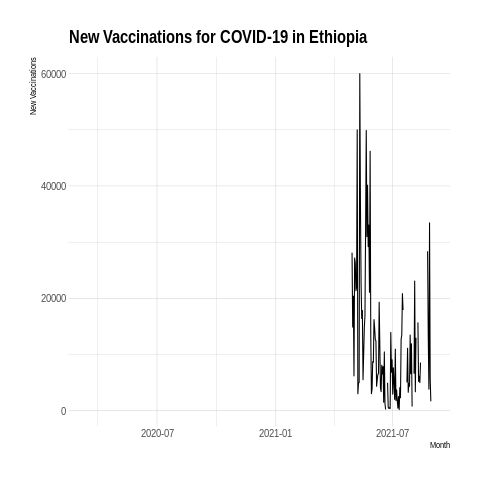 New Vaccinations for COVID-19 in Ethiopia
New Vaccinations
60000
40000
20000
0
2020-07
2021-01
2021-07
Month